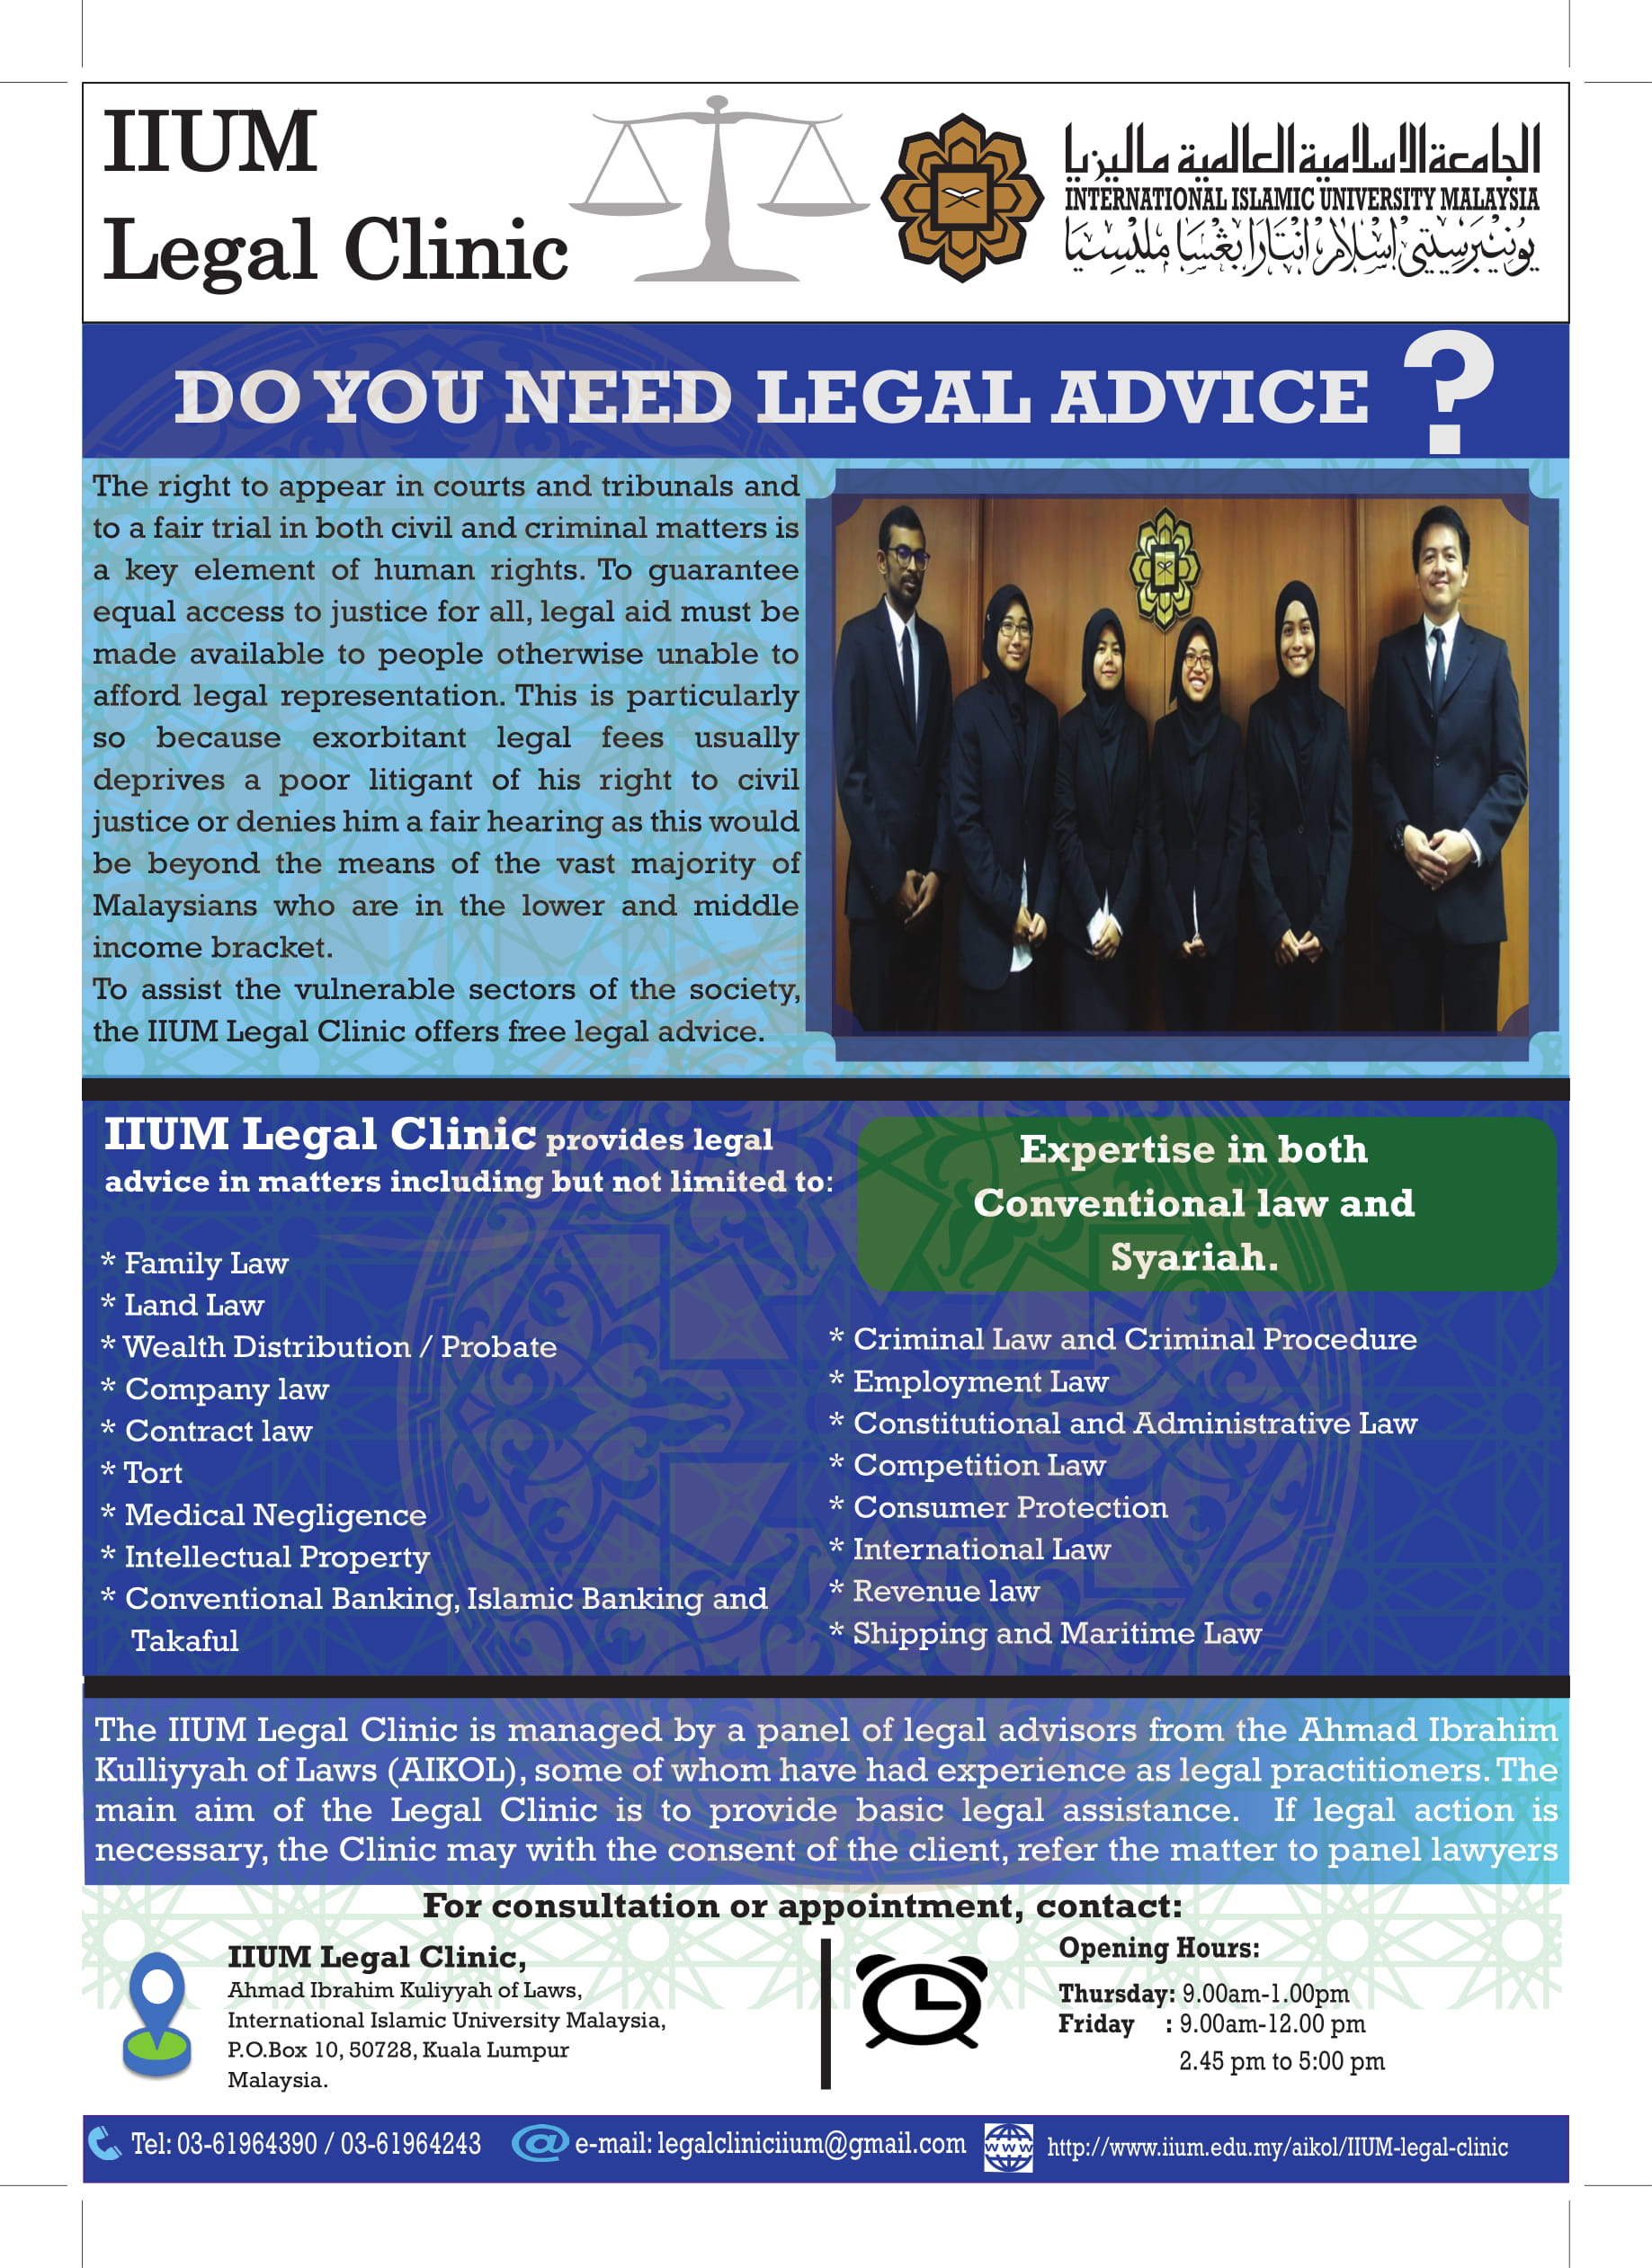 IIUM
Legal Clinic
الجامعة الإسلامية العالمية ماليزيا
INTERNATIONAL ISLAMIC UNIVERSITY MALAYSIA
يونيبرسيتي اسلام انتارابغسا مليسيا
DO YOU NEED LEGAL ADVICE ?
The right to appear in courts and tribunals and
to a fair trial in both civil and criminal matters is
a key element of human rights. To guarantee
equal access to justice for all, legal aid must be
made available to people otherwise unable to
afford legal representation. This is particularly
so because exorbitant legal fees usually
deprives a poor litigant of his right to civil
justice or denies him a fair hearing as this would
be beyond the means of the vast majority of
Malaysians who are in the lower and middle
income bracket.
To assist the vulnerable sectors of the society,
the IIUM Legal Clinic offers free legal advice.
IIUM Legal Clinic provides legal
advice in matters including but not limited to:
* Family Law
* Land Law
* Wealth Distribution / Probate
* Company law
* Contract law
* Tort
* Medical Negligence
* Intellectual Property
* Conventional Banking, Islamic Banking and
Takaful
Expertise in both
Conventional law and
Syariah.
* Criminal Law and Criminal Procedure
* Employment Law
* Constitutional and Administrative Law
* Competition Law
* Consumer Protection
* International Law
* Revenue law
* Shipping and Maritime Law
The IIUM Legal Clinic is managed by a panel of legal advisors from the Ahmad Ibrahim
Kulliyyah of Laws (AIKOL), some of whom have had experience as legal practitioners. The
main aim of the Legal Clinic is to provide basic legal assistance. If legal action is
necessary, the Clinic may with the consent of the client, refer the matter to panel lawyers
For consultation or appointment, contact:
IIUM Legal Clinic,
Ahmad Ibrahim Kuliyyah of Laws,
International Islamic University Malaysia,
P.O.Box 10, 50728, Kuala Lumpur
Malaysia.
Opening Hours:
Thursday: 9.00am-1.00pm
Friday : 9.00am-12.00 pm
2.45 pm to 5:00 pm
Tel: 03-61964390 / 03-61964243
e-mail: legalcliniciium@gmail.com
www
http://www.iium.edu.my/aikol/IIUM-legal-clinic